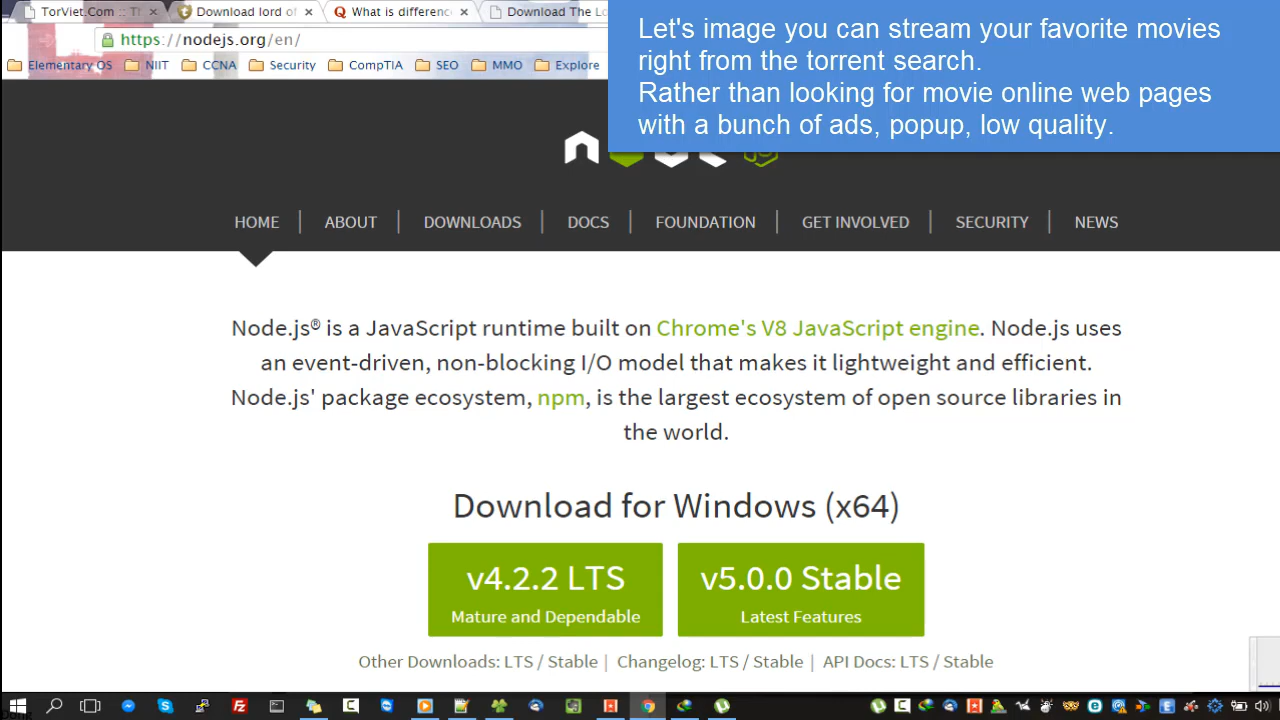 TorViet.Com :: Th
Download lord of
What is differenc
Download The Lo
https://nodejs.org/en/
Elementary OS
NIIT
CCNA
Security
CompTIA
SEO
MMO
Explore
Let's image you can stream your favorite movies
right from the torrent search.
Rather than looking for movie online web pages
with a bunch of ads, popup, low quality.
HOME
ABOUT
DOWNLOADS
DOCS
FOUNDATION
GET INVOLVED
SECURITY
NEWS
Node.js® is a JavaScript runtime built on Chrome's V8 JavaScript engine. Node.js uses
an event-driven, non-blocking I/O model that makes it lightweight and efficient.
Node.js' package ecosystem, npm, is the largest ecosystem of open source libraries in
the world.
Download for Windows (x64)
v4.2.2 LTS
Mature and Dependable
v5.0.0 Stable
Latest Features
Other Downloads: LTS / Stable | Changelog: LTS / Stable | API Docs: LTS / Stable